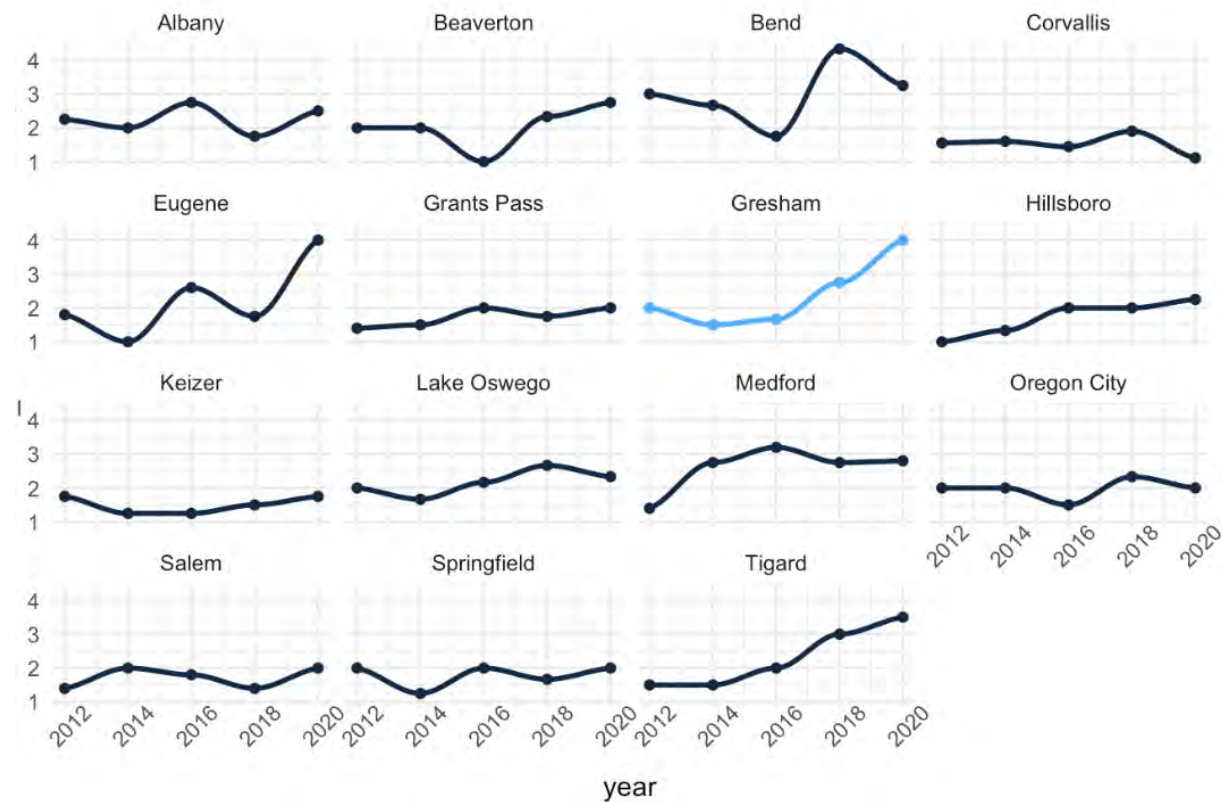 Albany Beaverton Bend Corvallis
4
3
2
1
Eugene Grants Pass Gresham Hillsboro
4
3
2
1
Keizer Lake Oswego Medford Oregon City
4
3
2
1
2012 2014 2016 2018 2020
Salem Springfield Tigard
4
3
2
1
2012 2014 2016 2018 2020 2012 2014 2016 2018 2020 2012 2014 2016 2018 2020
year